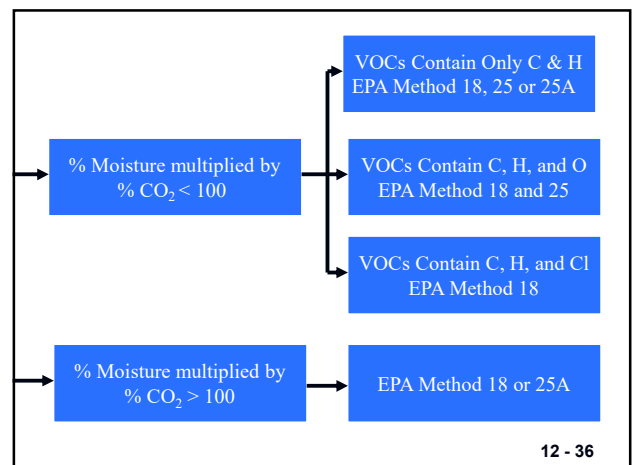 VOCs Contain Only C & H
EPA Method 18, 25 or 25A
% Moisture multiplied by
% CO₂ < 100
VOCs Contain C, H, and O
EPA Method 18 and 25
VOCs Contain C, H, and Cl
EPA Method 18
% Moisture multiplied by
% CO₂ > 100
EPA Method 18 or 25A
12 - 36